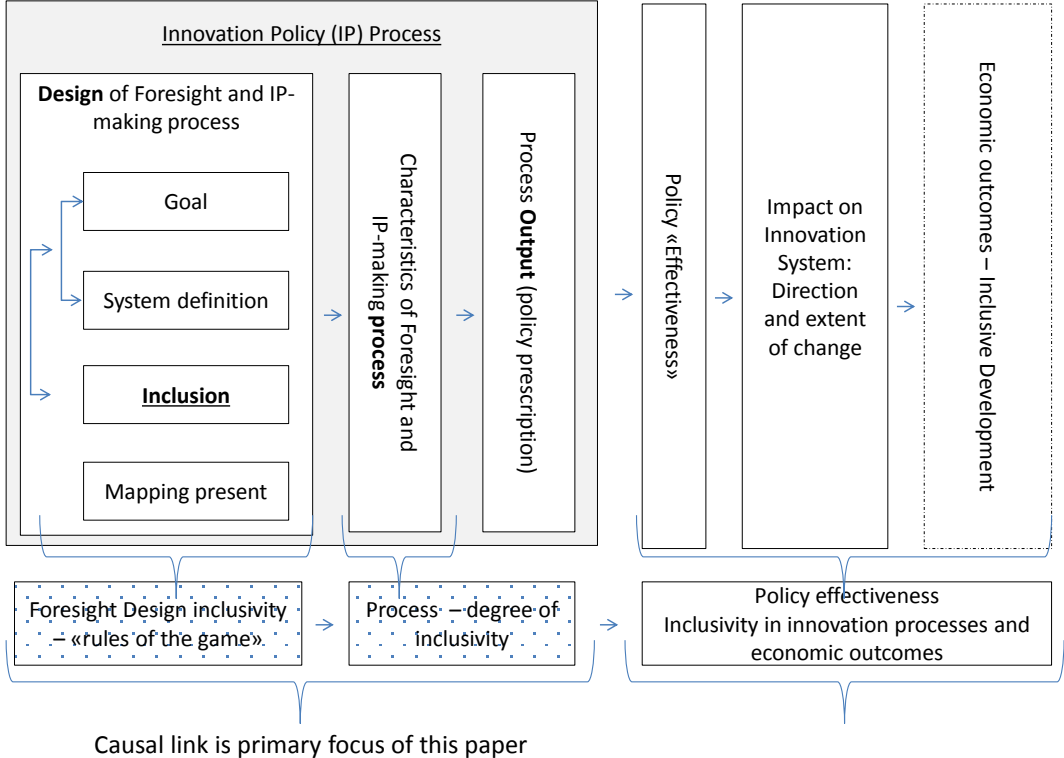 Innovation Policy (IP) Process
Design of Foresight and IP-
making process
Goal
System definition
Inclusion
Mapping present
Characteristics of Foresight and
IP-making process
Process Output (policy prescription)
Policy «Effectiveness»
Impact on
Innovation
System:
Direction
and extent
of change
Economic outcomes – Inclusive Development
Foresight Design inclusivity
– «rules of the game»
Process – degree of
inclusivity
Policy effectiveness
Inclusivity in innovation processes and
economic outcomes
Causal link is primary focus of this paper